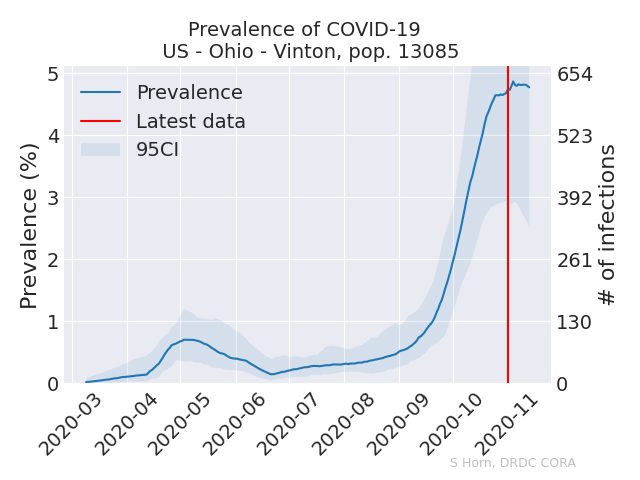 Prevalence of COVID-19
US - Ohio - Vinton, pop. 13085
Prevalence
Latest data
95CI
Prevalence (%)
5
4
3
2
1
0
654
523
392
261
130
0
# of infections
2020-03
2020-04
2020-05
2020-06
2020-07
2020-08
2020-09
2020-10
2020-11
S Horn, DRDC CORA